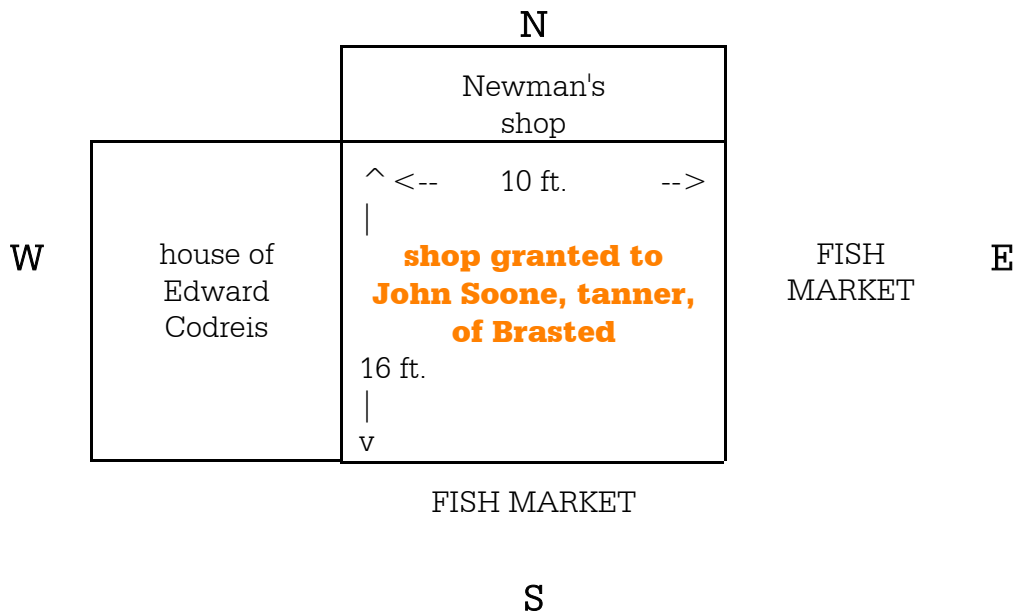 N
Newman's
shop
^ <-- 10 ft. -->
|
W
house of
Edward
Codreis
shop granted to
John Soone, tanner,
of Brasted
FISH
MARKET
E
16 ft.
|
v
FISH MARKET
S